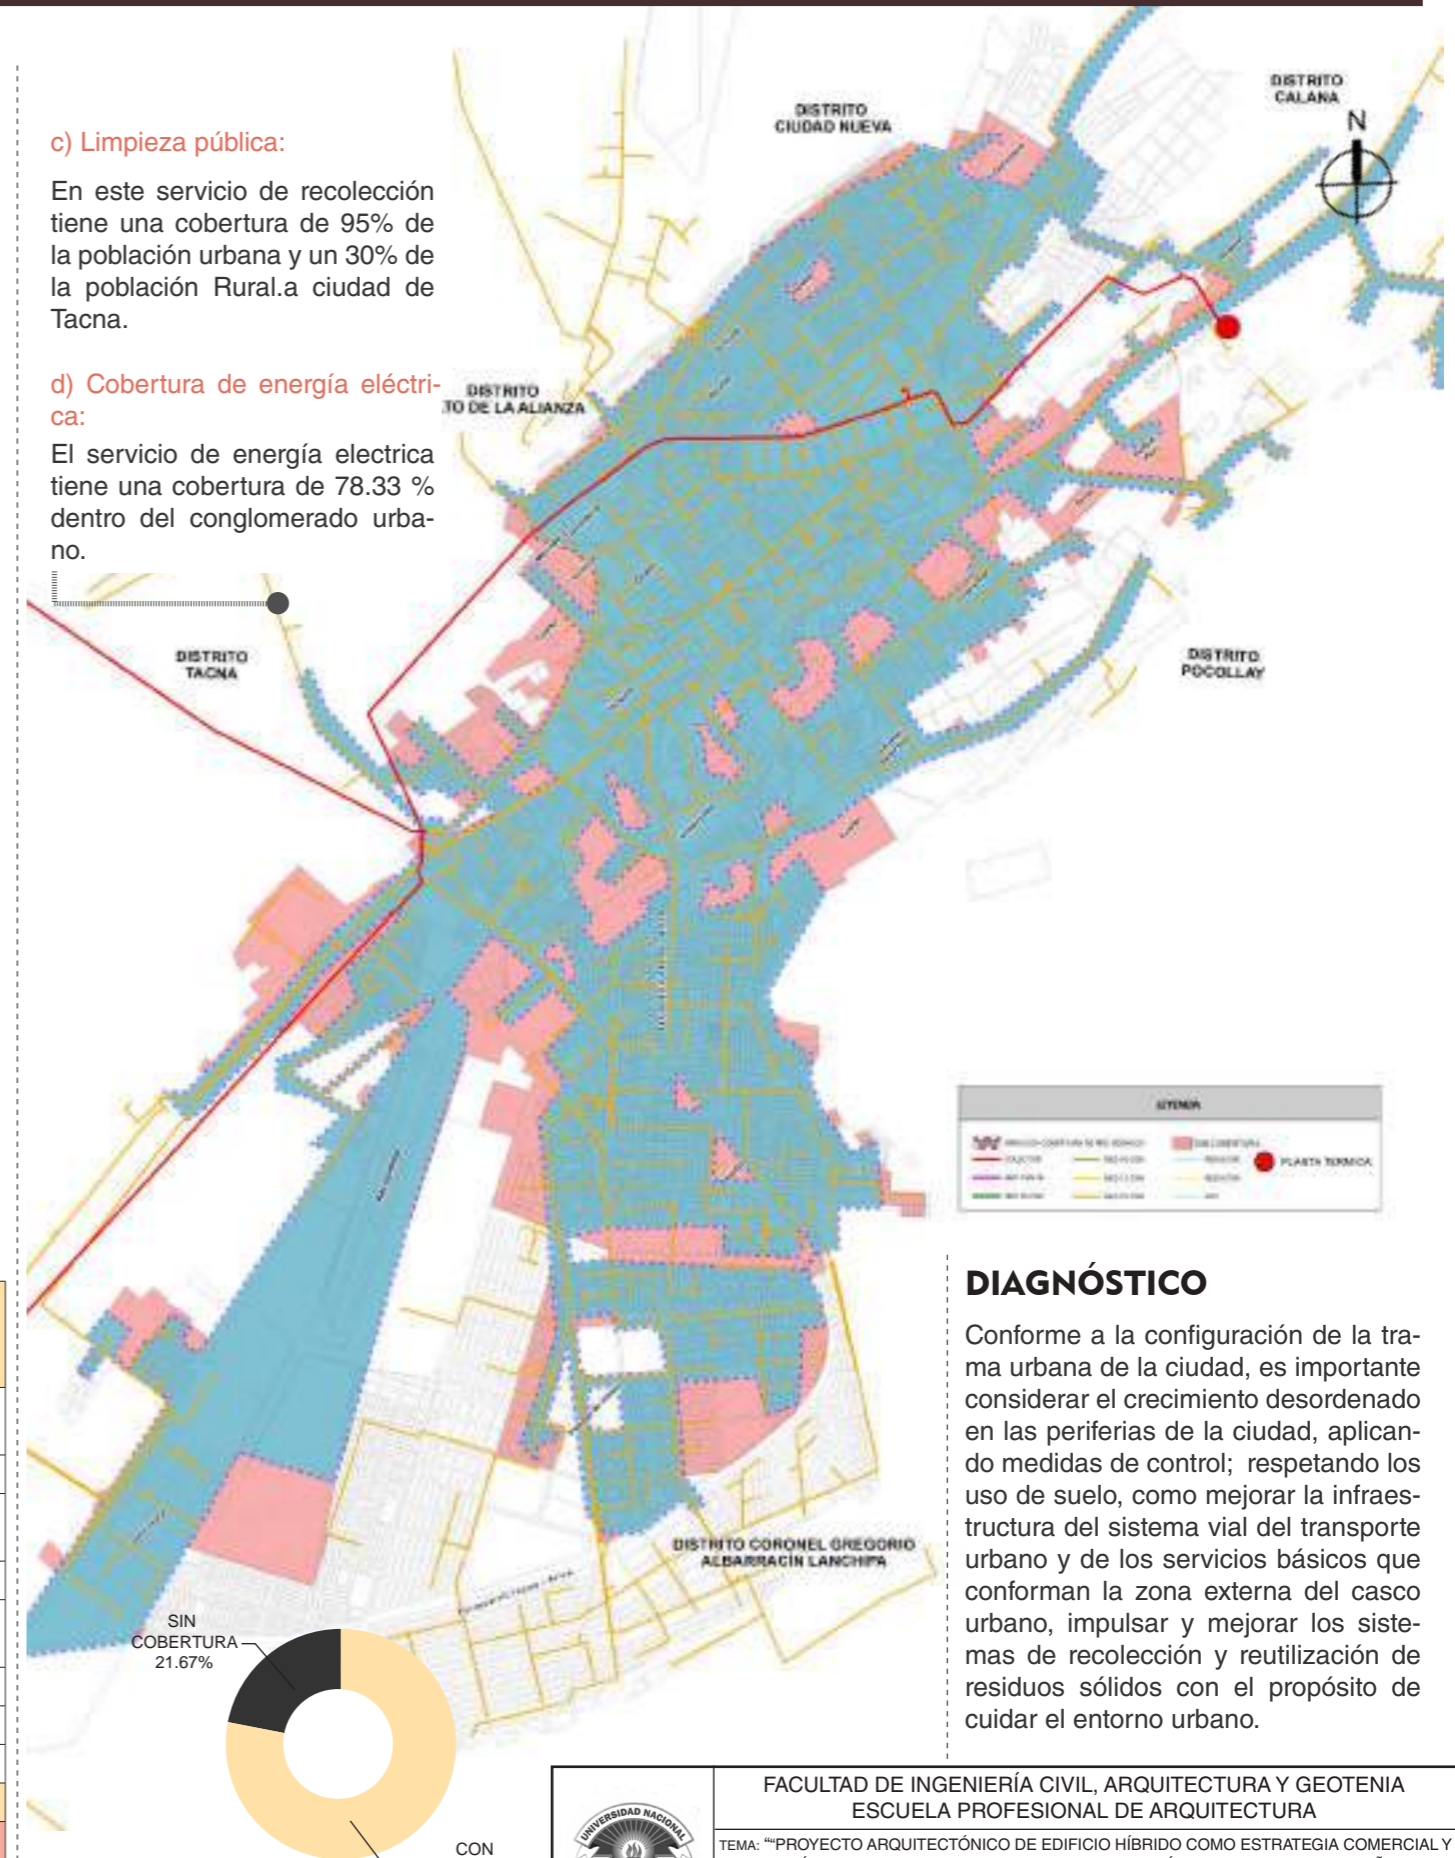 c) Limpieza pública:
En este servicio de recolección
tiene una cobertura de 95% de
la población urbana y un 30% de
la población Rural.a ciudad de
Tacna.
d) Cobertura de energía eléctri-
ca:
El servicio de energía electrica
tiene una cobertura de 78.33 %
dentro del conglomerado urba-
no.
DISTRITO
CIUDAD NUEVA
DISTRITO
CALANA
N
DISTRITO
TO DE LA ALIANZA
DISTRITO
TACNA
DISTRITO
POCOLLAY
LEYENDA
PLANTA TERMICA
DISTRITO CORONEL GREGORIO
ALBARRACÍN LANCHIPA
DIAGNÓSTICO
Conforme a la configuración de la tra-
ma urbana de la ciudad, es importante
considerar el crecimiento desordenado
en las periferias de la ciudad, aplican-
do medidas de control; respetando los
uso de suelo, como mejorar la infraes-
tructura del sistema vial del transporte
urbano y de los servicios básicos que
conforman la zona externa del casco
urbano, impulsar y mejorar los siste-
mas de recolección y reutilización de
residuos sólidos con el propósito de
cuidar el entorno urbano.
SIN
COBERTURA
21.67%
CON
UNIVERSIDAD NACIONAL
FACULTAD DE INGENIERÍA CIVIL, ARQUITECTURA Y GEOTENIA
ESCUELA PROFESIONAL DE ARQUITECTURA
TEMA: ““PROYECTO ARQUITECTÓNICO DE EDIFICIO HÍBRIDO COMO ESTRATEGIA COMERCIAL Y